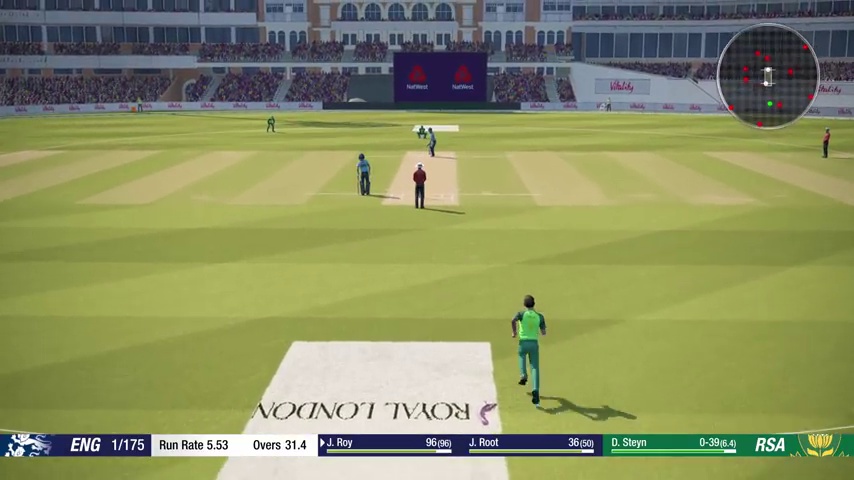 NatWest NatWest
Vitality
Vitality
ROYAL LONDON
ENG 1/175 Run Rate 5.53 Overs 31.4 J. Roy 96(96) J. Root 36(50) D. Steyn 0-39(6.4) RSA